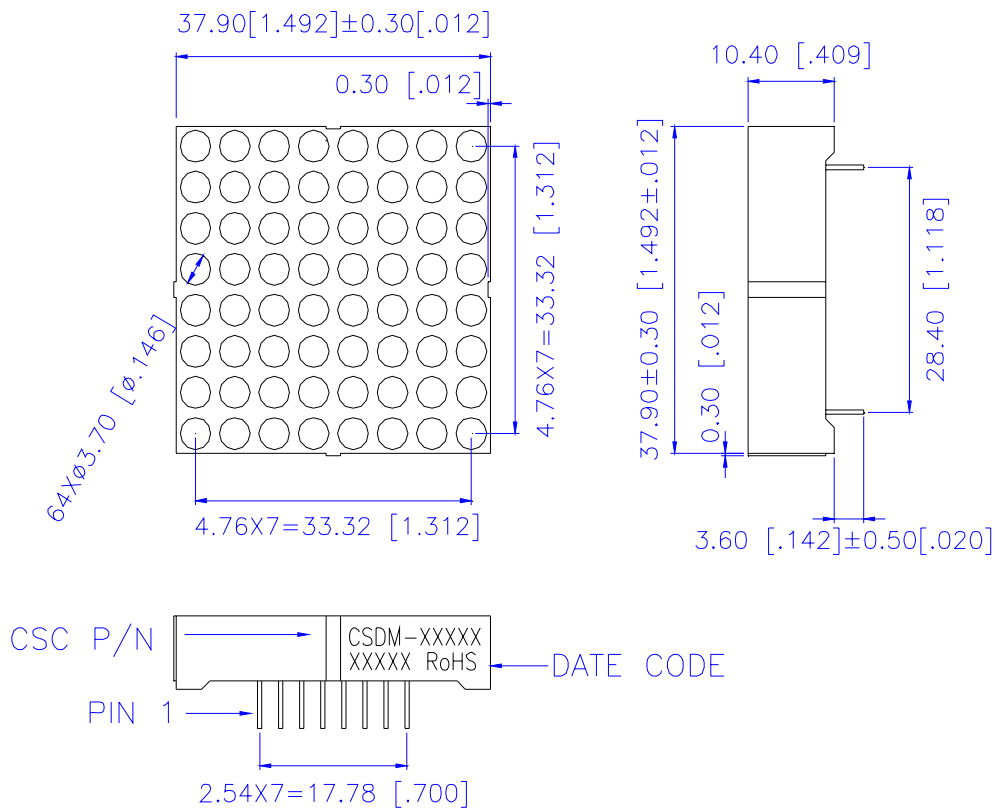 37.90[1.492]±0.30[.012]
0.30 [.012]
10.40 [.409]
4.76X7=33.32 [1.312]
37.90±0.30 [1.492±.012]
0.30 [.012]
28.40 [1.118]
64Xø3.70 [ø.146]
4.76X7=33.32 [1.312]
3.60 [.142]±0.50[.020]
CSC P/N
CSDM-XXXXX
XXXXX RoHS
DATE CODE
PIN 1
2.54X7=17.78 [.700]